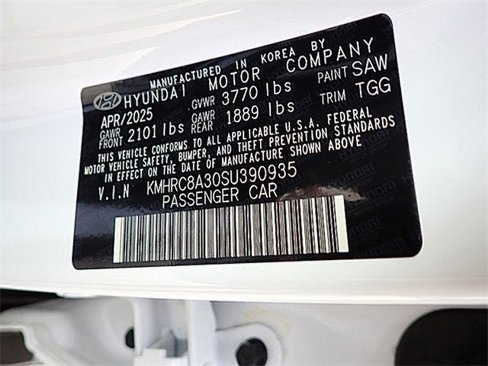 MANUFACTURED IN KOREA BY
HYUNDAI MOTOR COMPANY
APR/2025 GVWR 3770 lbs PAINT SAW
GAWR FRONT 2101 lbs GAWR REAR 1889 lbs TRIM TGG
THIS VEHICLE CONFORMS TO ALL APPLICABLE U.S.A. FEDERAL
MOTOR VEHICLE SAFETY, BUMPER, AND THEFT PREVENTION STANDARDS
IN EFFECT ON THE DATE OF MANUFACTURE SHOWN ABOVE.
V.I.N KMHRC8A30SU390935
PASSENGER CAR